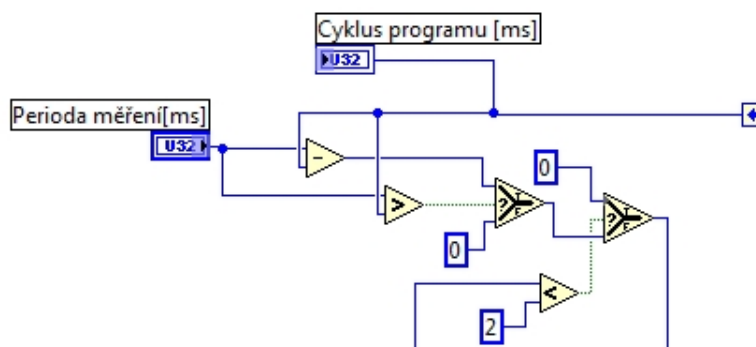 Cyklus programu [ms]
U32
Perioda měření[ms]
U32
-
0
>
?
T
F
?
T
F
0
<
2